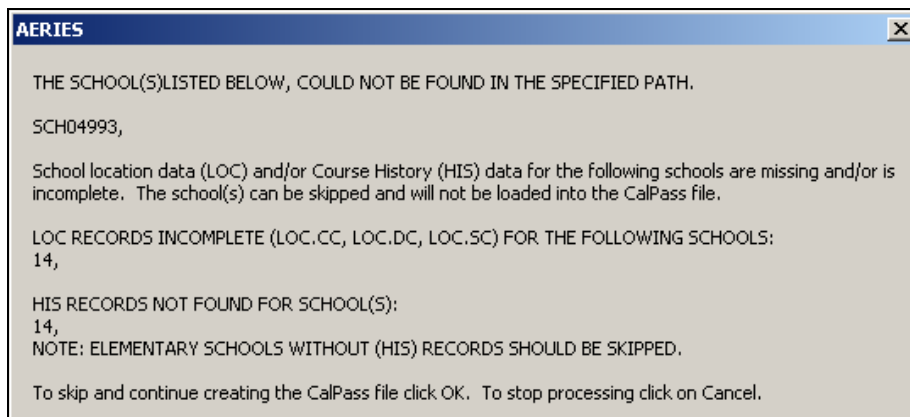 AERIES
THE SCHOOL(S)LISTED BELOW, COULD NOT BE FOUND IN THE SPECIFIED PATH.
SCH04993,
School location data (LOC) and/or Course History (HIS) data for the following schools are missing and/or is
incomplete. The school(s) can be skipped and will not be loaded into the CalPass file.
LOC RECORDS INCOMPLETE (LOC.CC, LOC.DC, LOC.SC) FOR THE FOLLOWING SCHOOLS:
14,
HIS RECORDS NOT FOUND FOR SCHOOL(S):
14,
NOTE: ELEMENTARY SCHOOLS WITHOUT (HIS) RECORDS SHOULD BE SKIPPED.
To skip and continue creating the CalPass file click OK. To stop processing click on Cancel.